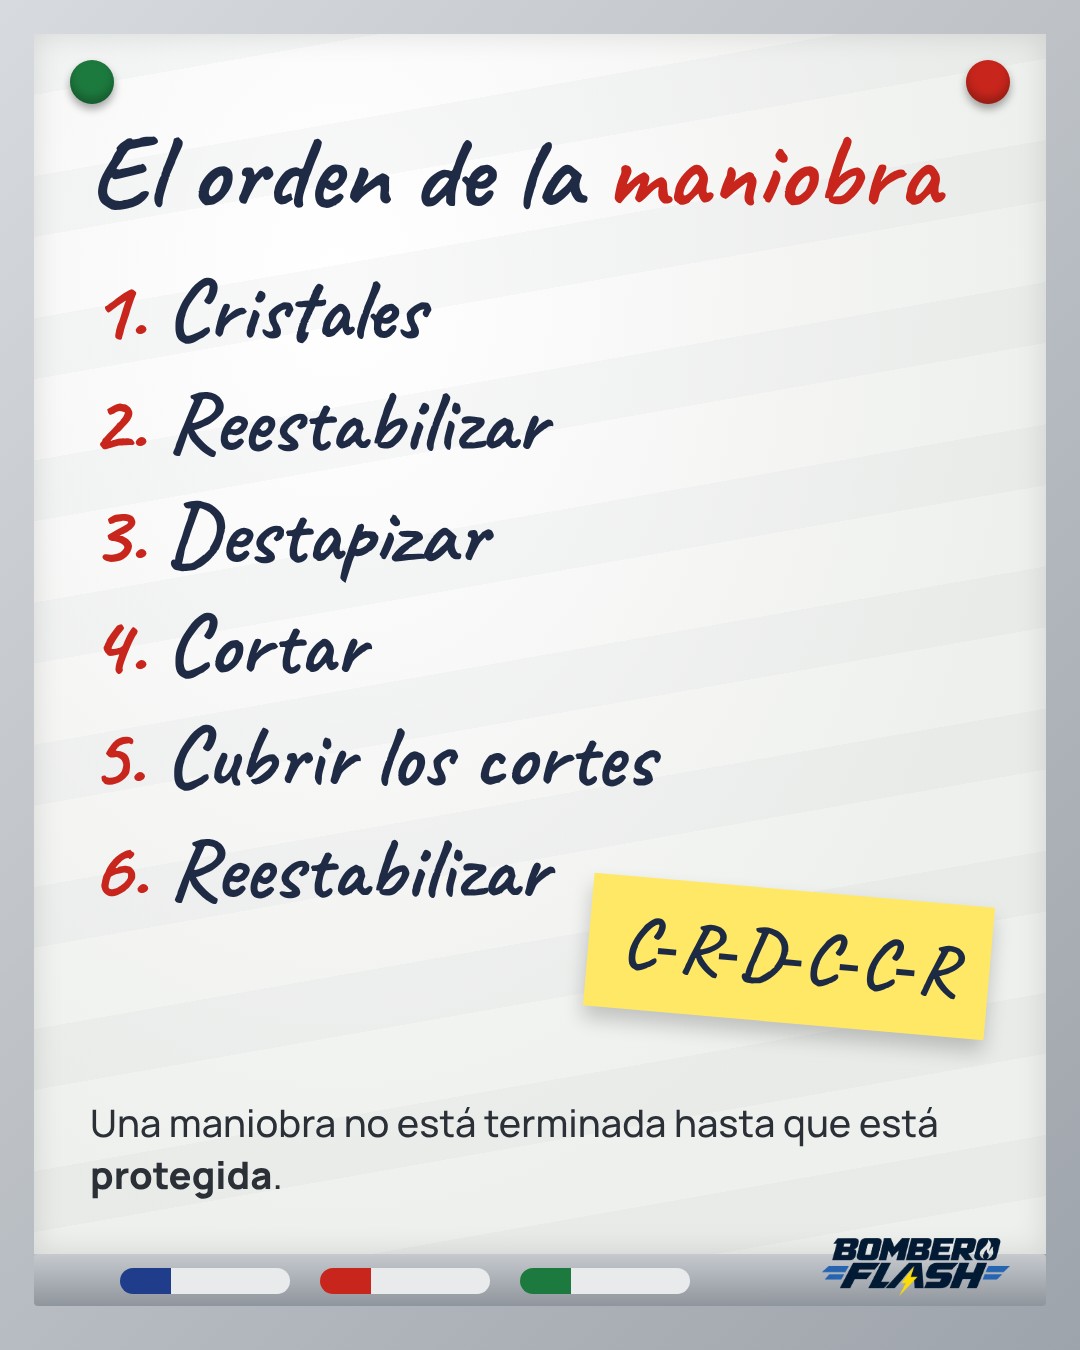 El orden de la maniobra
1. Cristales
2. Reestabilizar
3. Destapizar
4. Cortar
5. Cubrir los cortes
6. Reestabilizar
C-R-D-C-C-R
Una maniobra no está terminada hasta que está
protegida.
BOMBERO
FLASH